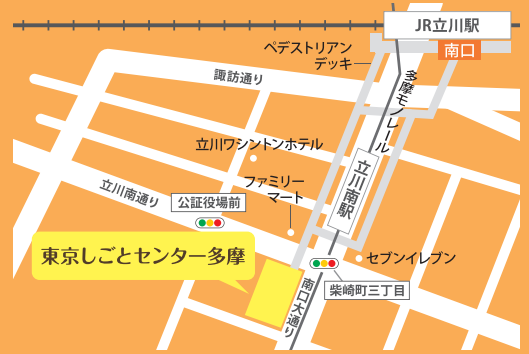 JR立川駅
南口
ペデストリアン
デッキ
諏訪通り
多摩モノレール
立川ワシントンホテル
立川南駅
ファミリー
マート
立川南通り
公証役場前
東京しごとセンター多摩
セブンイレブン
柴崎町三丁目
南口大通り